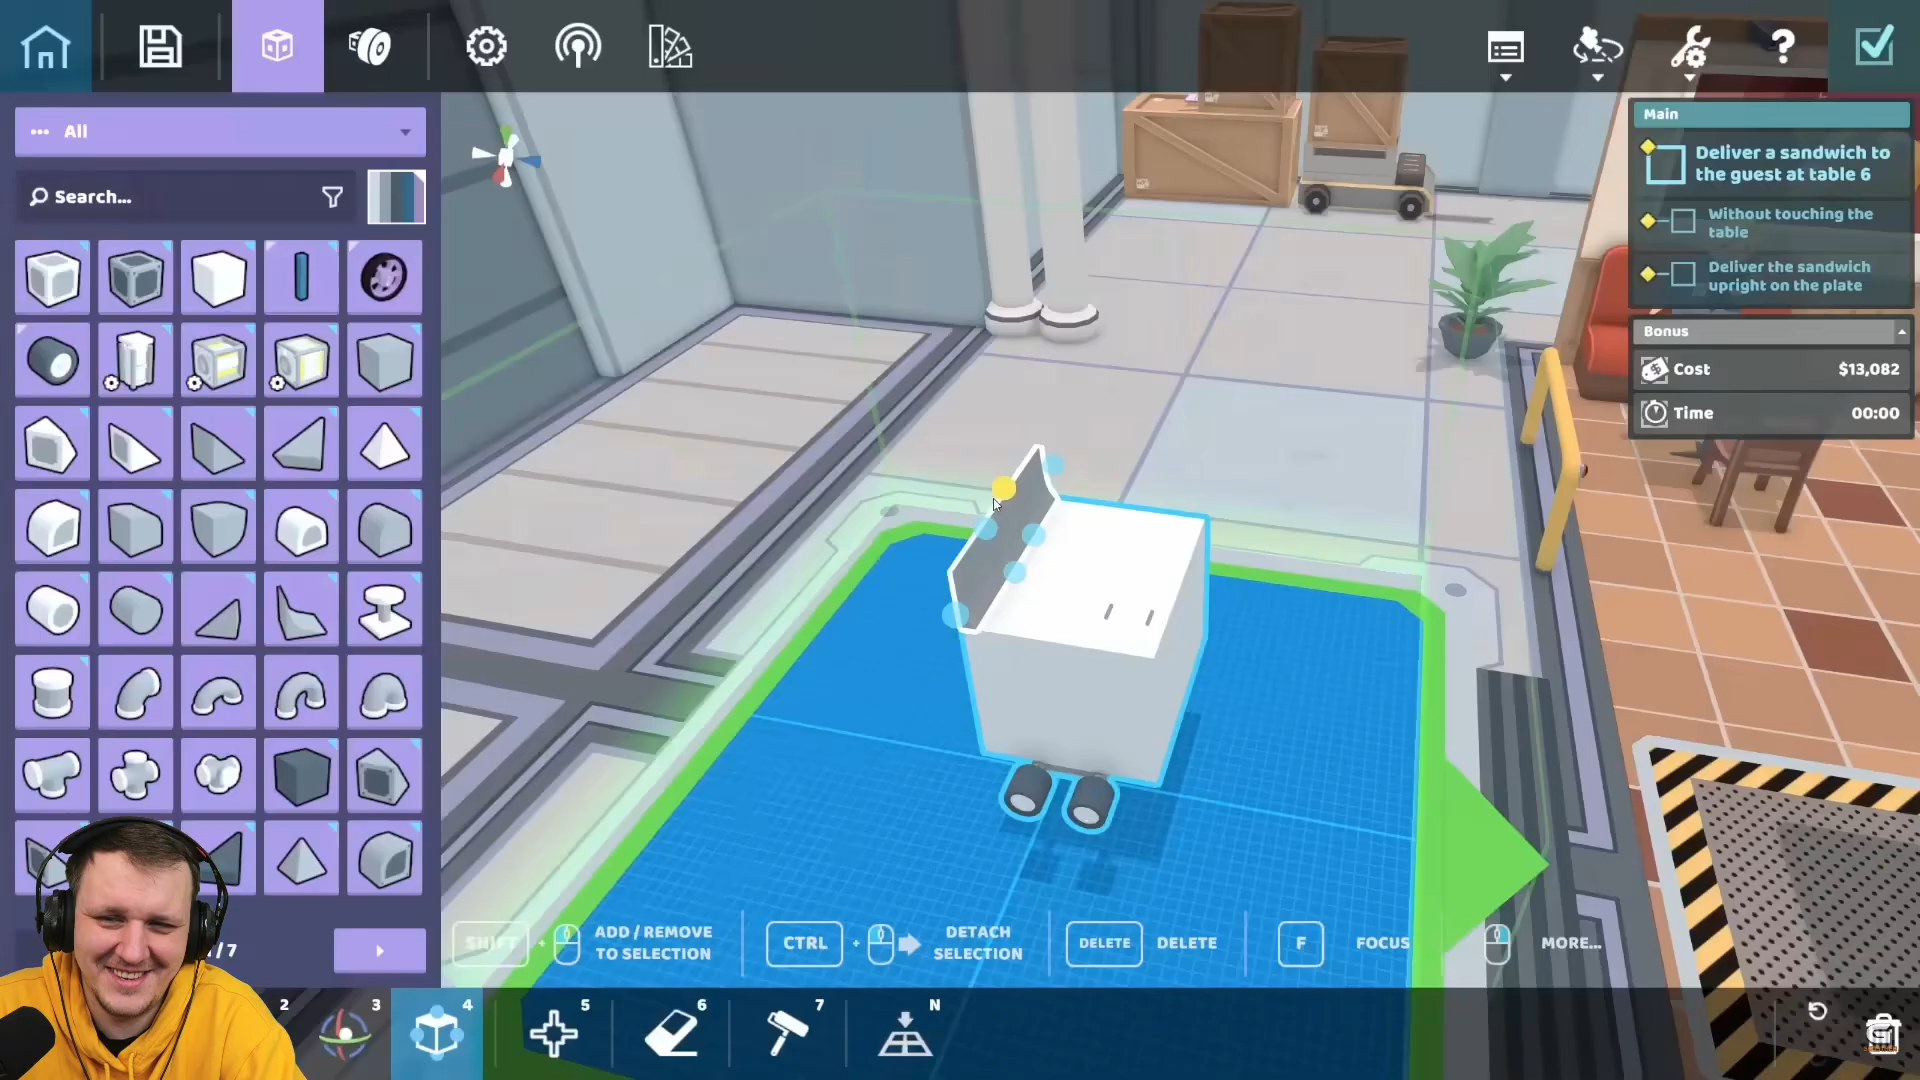 All
Search...
Main
Deliver a sandwich to
the guest at table 6
Without touching the
table
Deliver the sandwich
upright on the plate
Bonus
Cost $13,082
Time 00:00
SHIFT + ADD / REMOVE
TO SELECTION
CTRL + DETACH
SELECTION
DELETE DELETE
F FOCUS
MORE...
/7
2 3 4 5 6 7 N